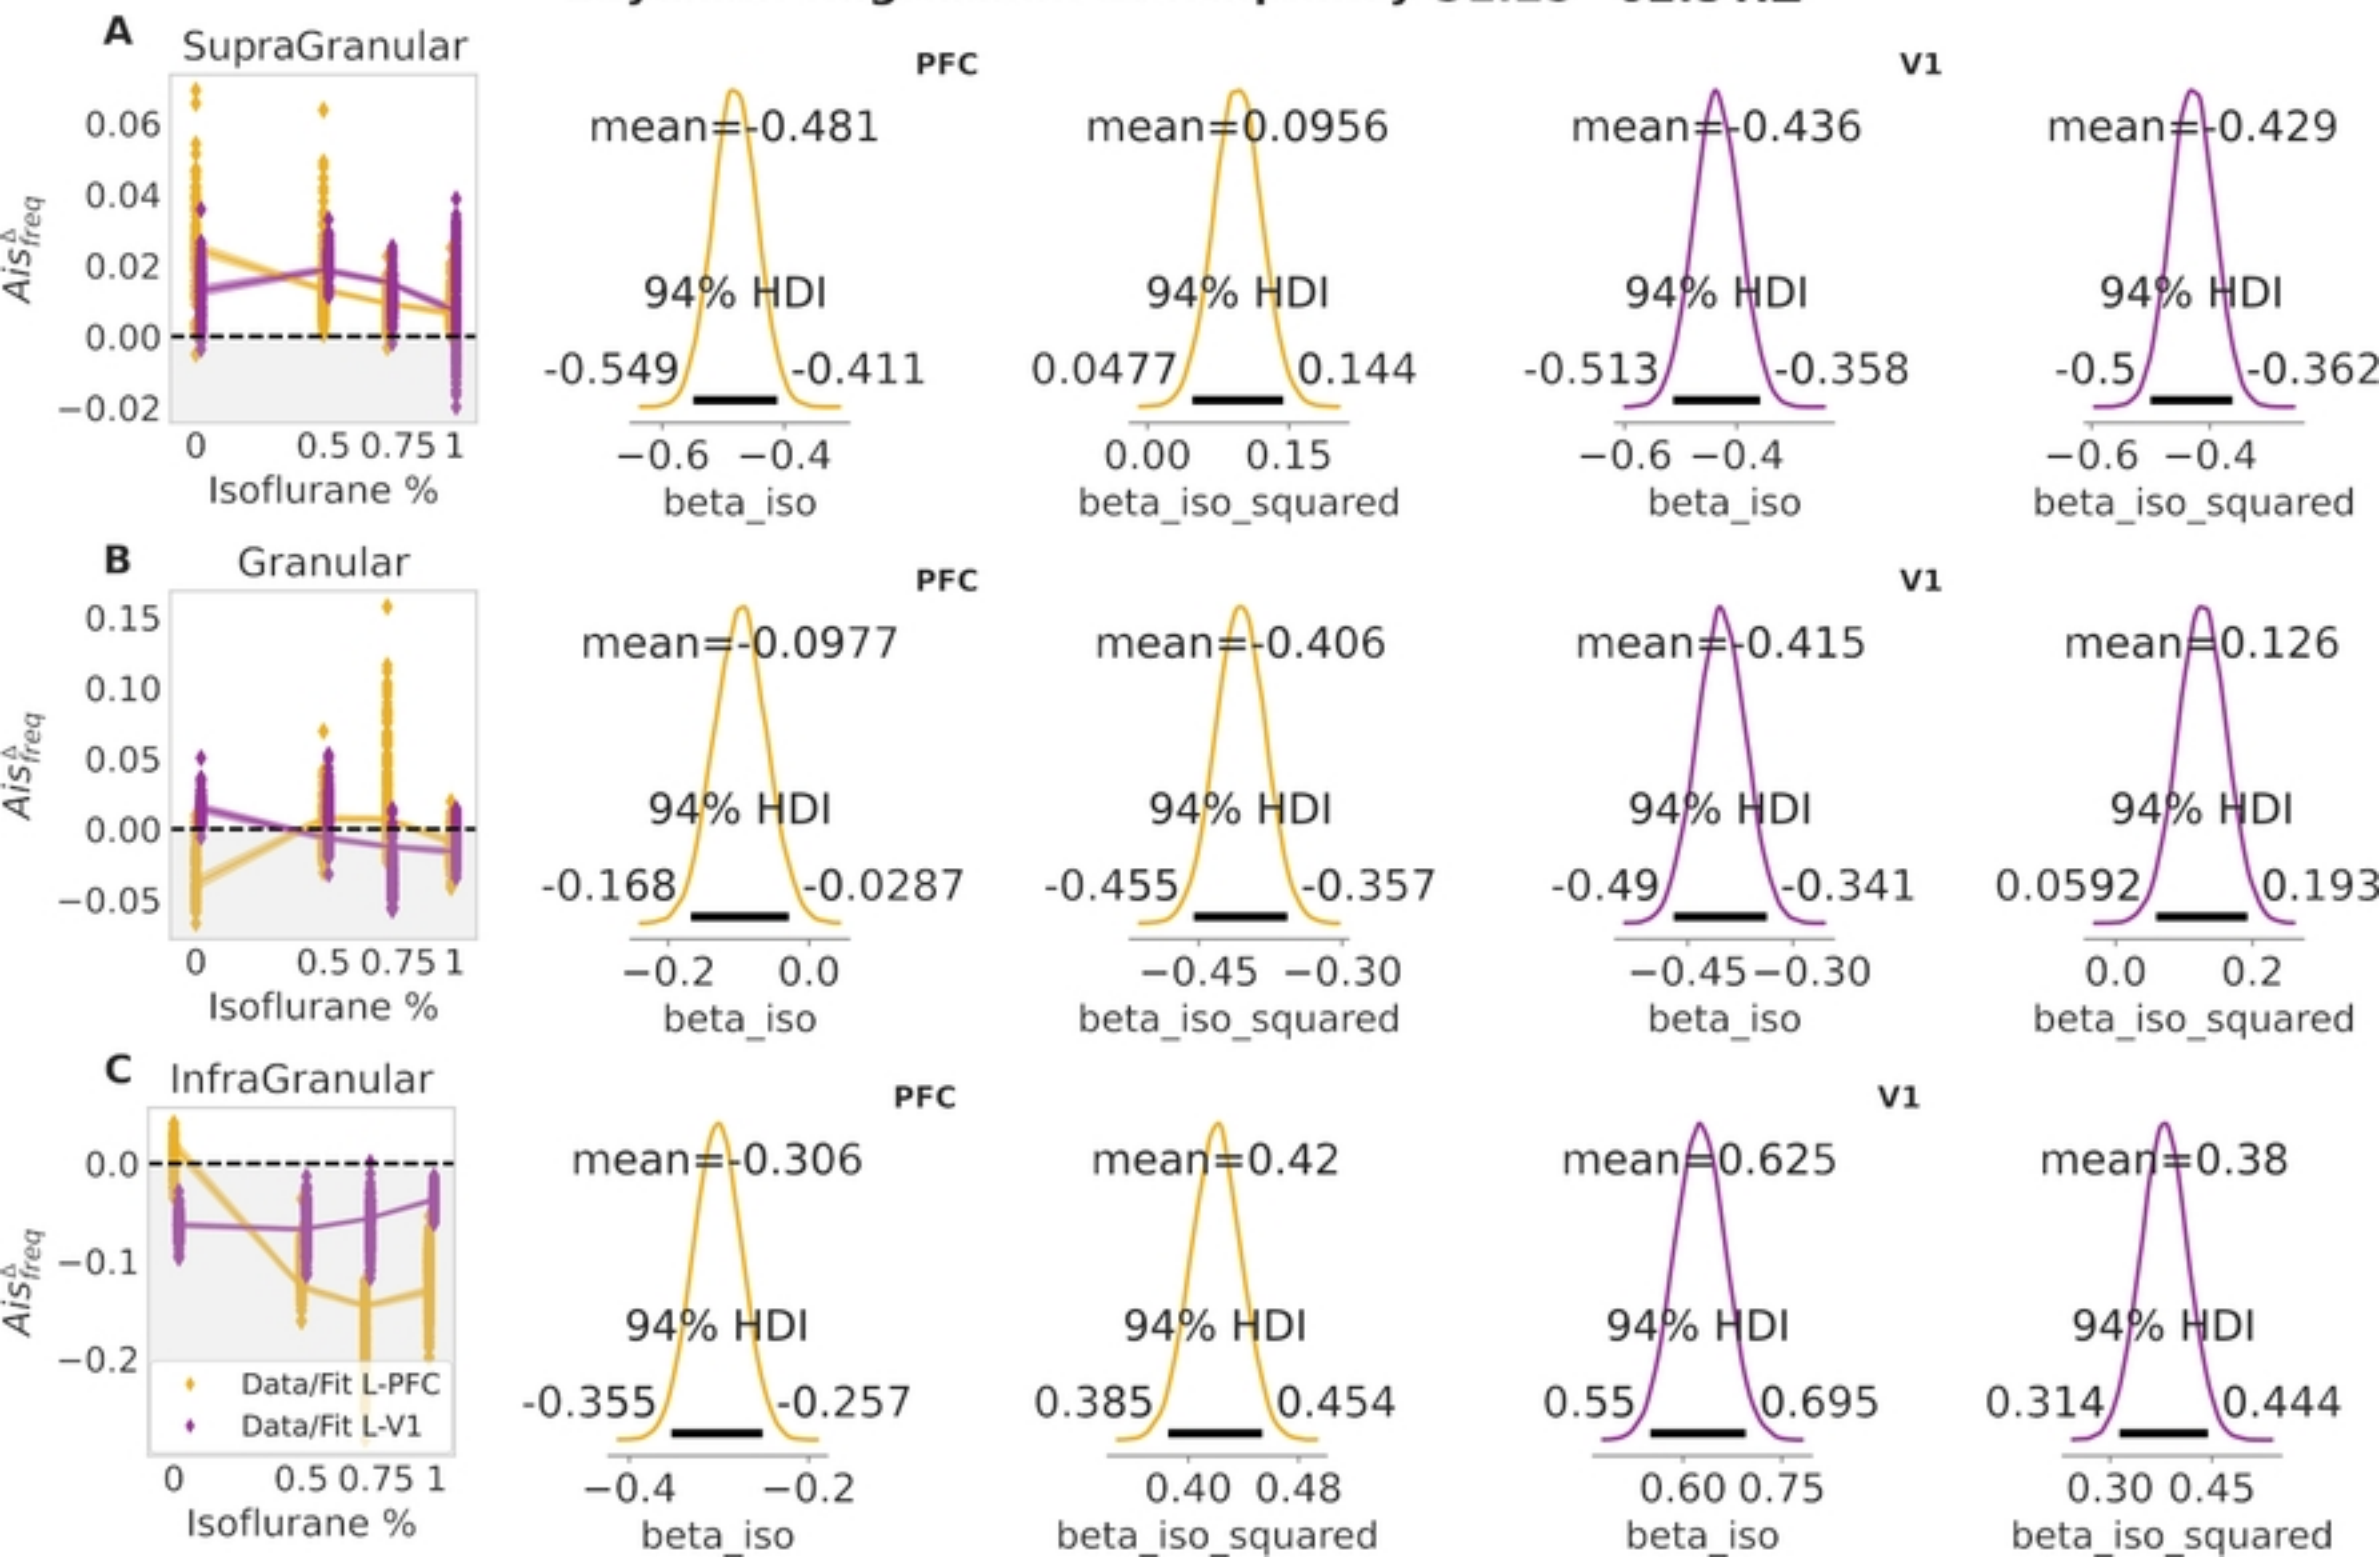 A
SupraGranular
PFC
V1
0.06
0.04
0.02
0.00
−0.02
Ais^Δ_freq
0 0.5 0.75 1
Isoflurane %
mean=-0.481
94% HDI
-0.549 -0.411
−0.6 −0.4
beta_iso
mean=0.0956
94% HDI
0.0477 0.144
0.00 0.15
beta_iso_squared
mean=-0.436
94% HDI
-0.513 -0.358
−0.6 −0.4
beta_iso
mean=-0.429
94% HDI
-0.5 -0.362
−0.6 −0.4
beta_iso_squared
B
Granular
PFC
V1
0.15
0.10
0.05
0.00
−0.05
Ais^Δ_freq
0 0.5 0.75 1
Isoflurane %
mean=-0.0977
94% HDI
-0.168 -0.0287
−0.2 0.0
beta_iso
mean=-0.406
94% HDI
-0.455 -0.357
−0.45 −0.30
beta_iso_squared
mean=-0.415
94% HDI
-0.49 -0.341
−0.45 −0.30
beta_iso
mean=0.126
94% HDI
0.0592 0.193
0.0 0.2
beta_iso_squared
C
InfraGranular
PFC
V1
0.0
−0.1
−0.2
Ais^Δ_freq
Data/Fit L-PFC
Data/Fit L-V1
0 0.5 0.75 1
Isoflurane %
mean=-0.306
94% HDI
-0.355 -0.257
−0.4 −0.2
beta_iso
mean=0.42
94% HDI
0.385 0.454
0.40 0.48
beta_iso_squared
mean=0.625
94% HDI
0.55 0.695
0.60 0.75
beta_iso
mean=0.38
94% HDI
0.314 0.444
0.30 0.45
beta_iso_squared